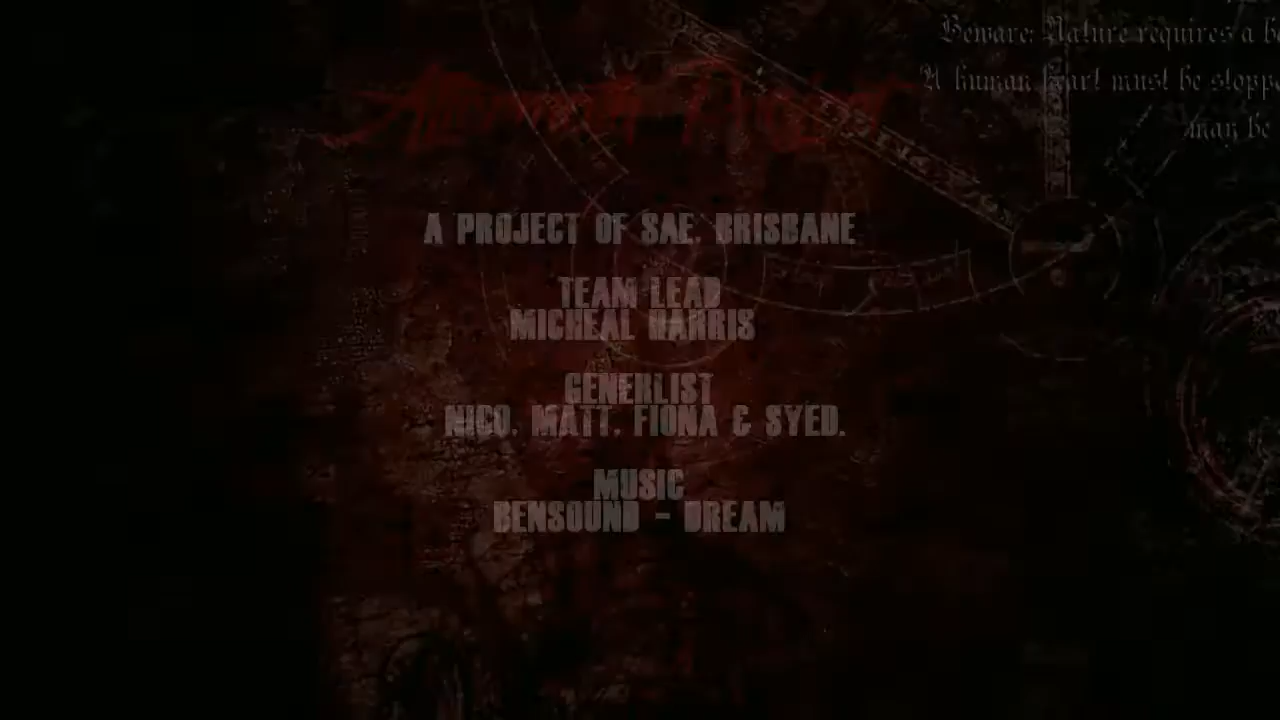 Beware: Nature requires a
A human heart must be
may be
A PROJECT OF SAE. BRISBANE
TEAM LEAD
MICHEAL HARRIS
GENERLIST
NICO. MATT. FIONA & SYED.
MUSIC
BENSOUND - DREAM